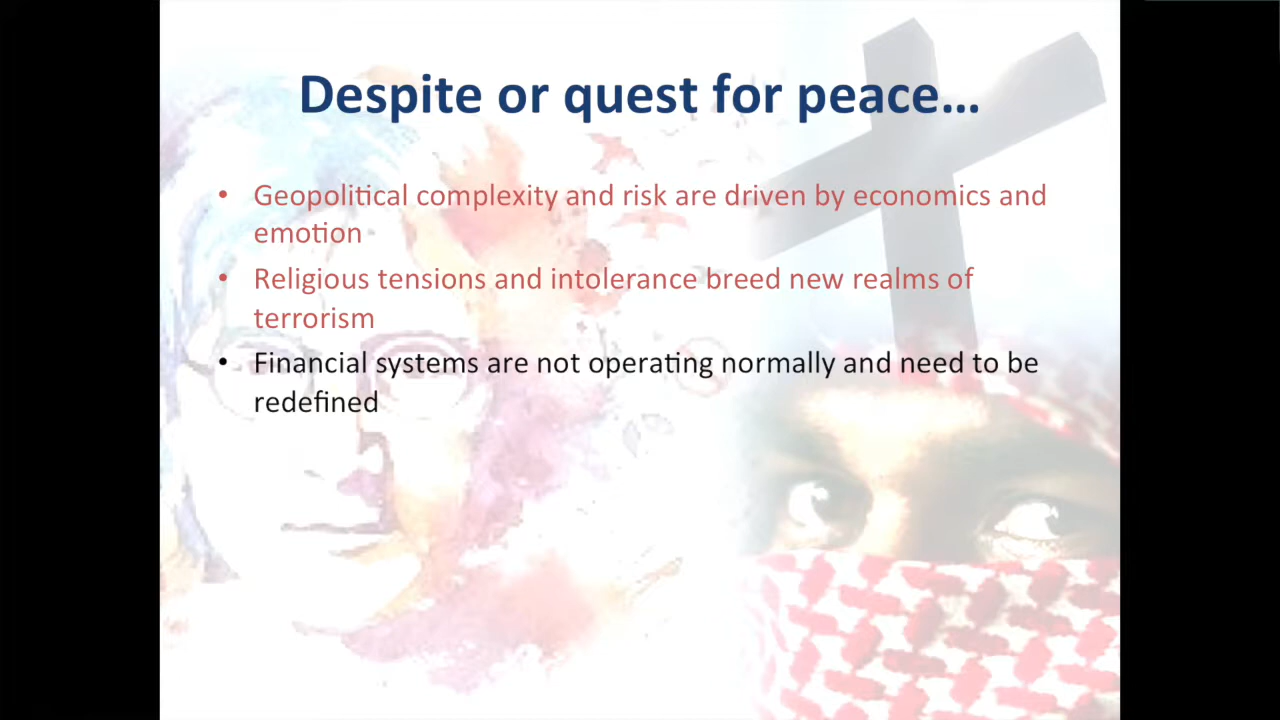 Despite or quest for peace…
• Geopolitical complexity and risk are driven by economics and
emotion
• Religious tensions and intolerance breed new realms of
terrorism
• Financial systems are not operating normally and need to be
redefined